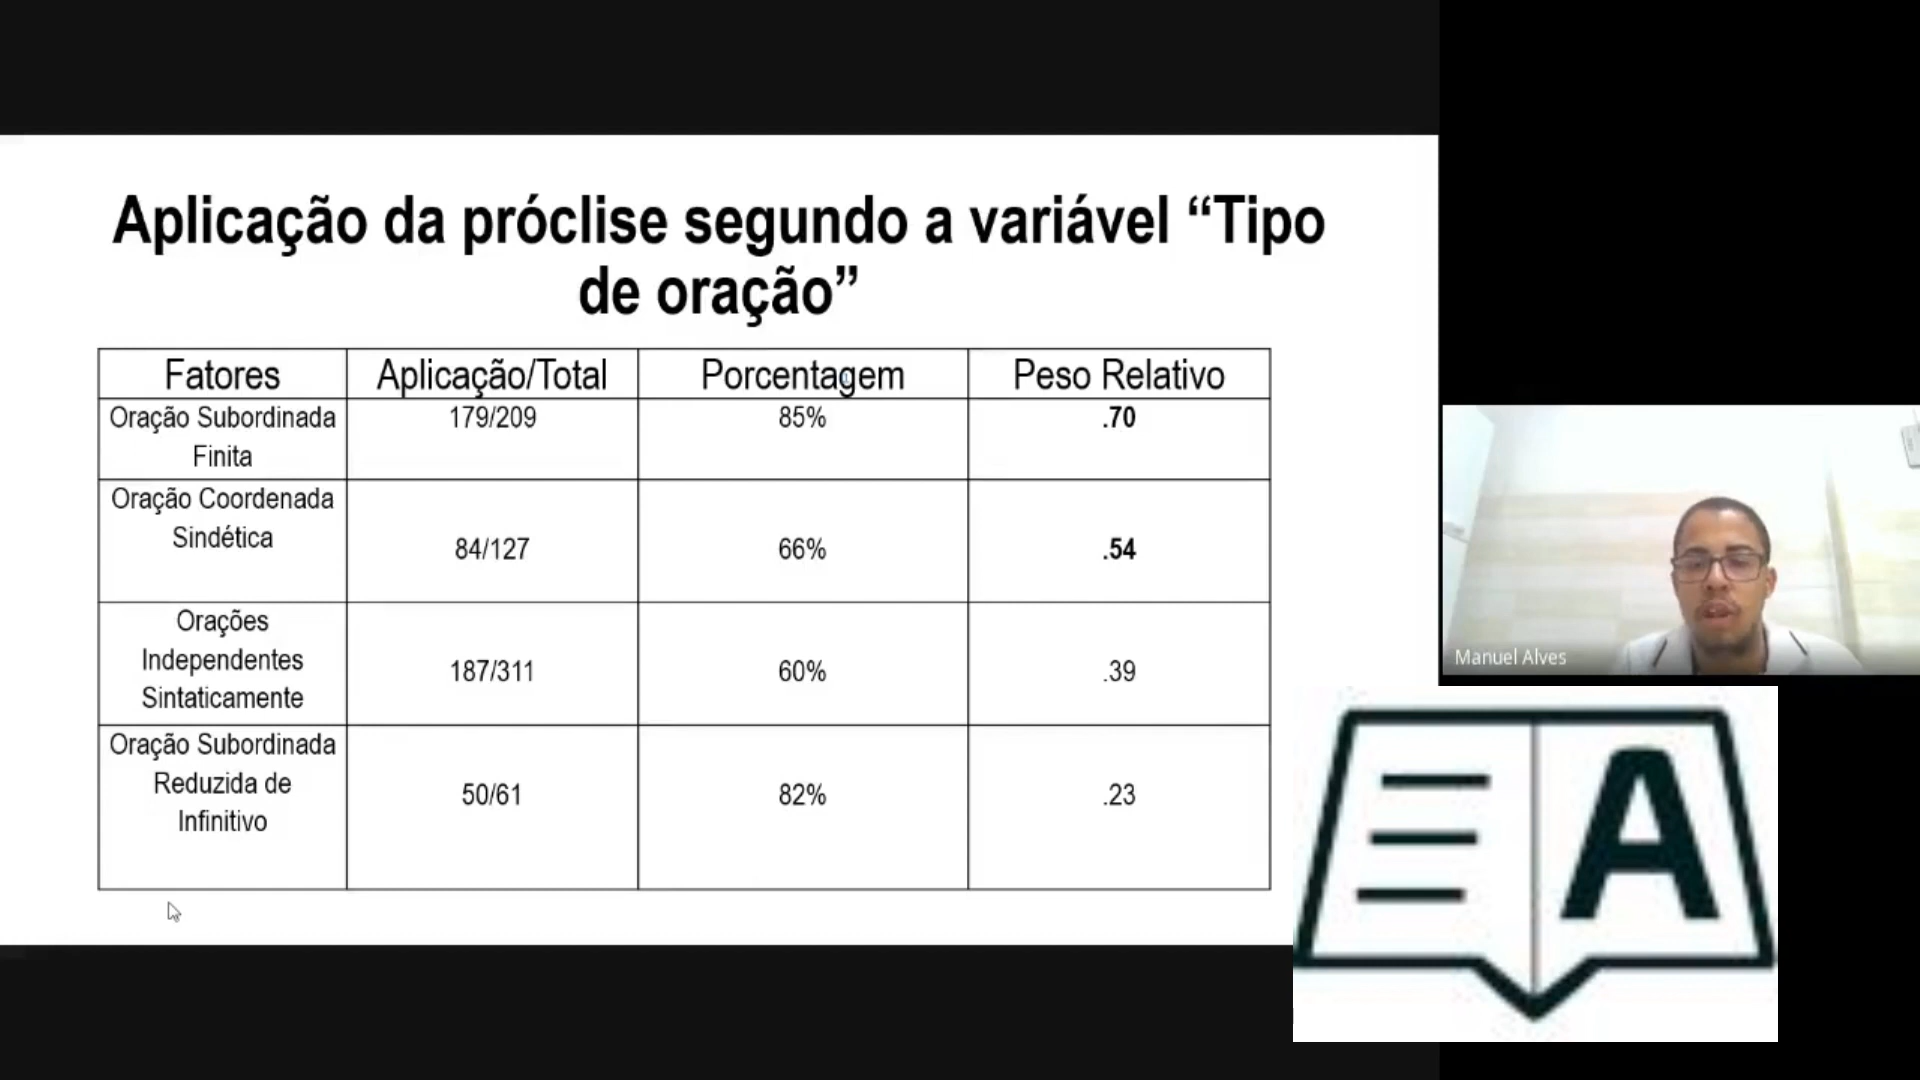 Aplicação da próclise segundo a variável “Tipo
de oração”
Fatores Aplicação/Total Porcentagem Peso Relativo
Oração Subordinada
Finita
179/209 85% .70
Oração Coordenada
Sindética
84/127 66% .54
Orações
Independentes
Sintaticamente
187/311 60% .39
Oração Subordinada
Reduzida de
Infinitivo
50/61 82% .23
Manuel Alves
A